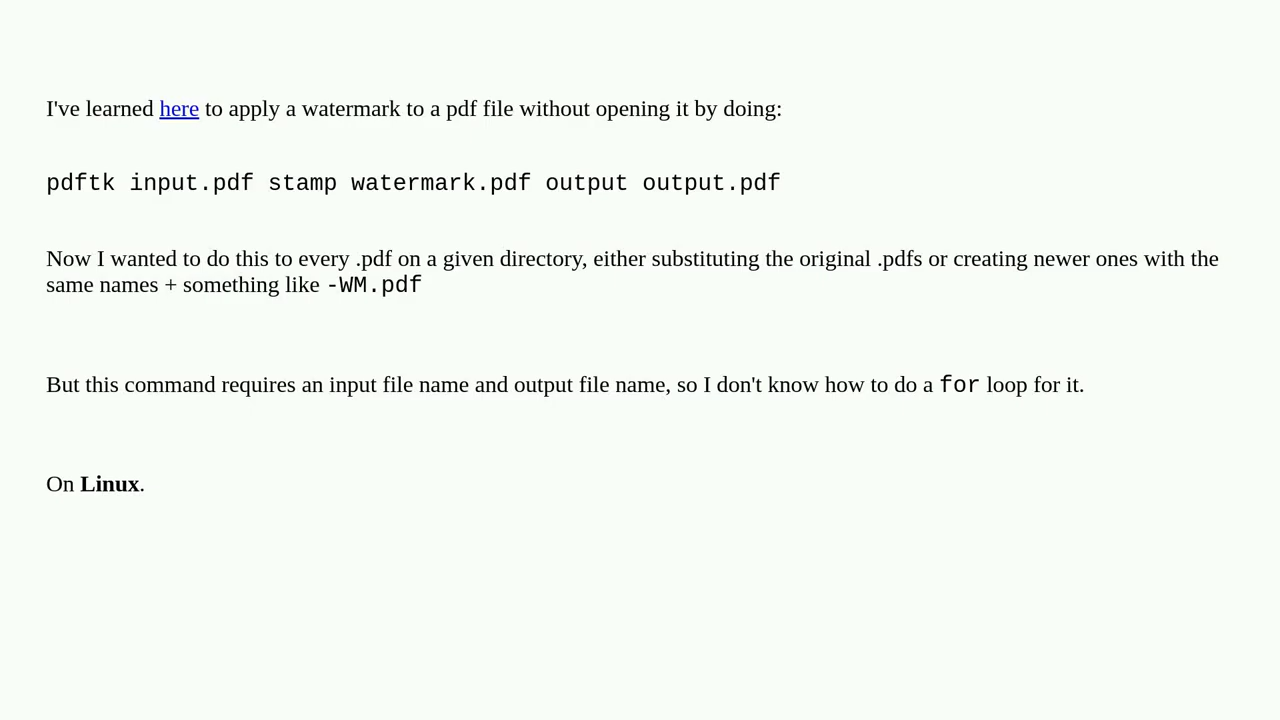 I've learned here to apply a watermark to a pdf file without opening it by doing:
pdftk input.pdf stamp watermark.pdf output output.pdf
Now I wanted to do this to every .pdf on a given directory, either substituting the original .pdfs or creating newer ones with the
same names + something like -WM.pdf
But this command requires an input file name and output file name, so I don't know how to do a for loop for it.
On Linux.